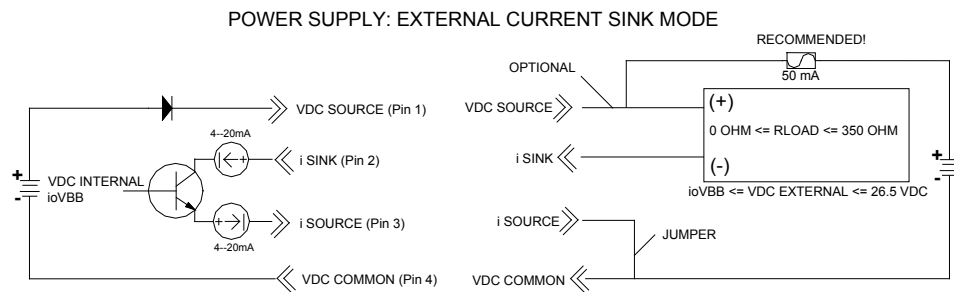 POWER SUPPLY: EXTERNAL CURRENT SINK MODE
RECOMMENDED!
OPTIONAL
50 mA
VDC SOURCE (Pin 1)
VDC SOURCE
(+)
0 OHM <= RLOAD <= 350 OHM
4--20mA
+
i SINK (Pin 2)
i SINK
(-)
+
-
VDC INTERNAL
ioVBB
+
-
ioVBB <= VDC EXTERNAL <= 26.5 VDC
+
i SOURCE (Pin 3)
4--20mA
i SOURCE
JUMPER
VDC COMMON (Pin 4)
VDC COMMON